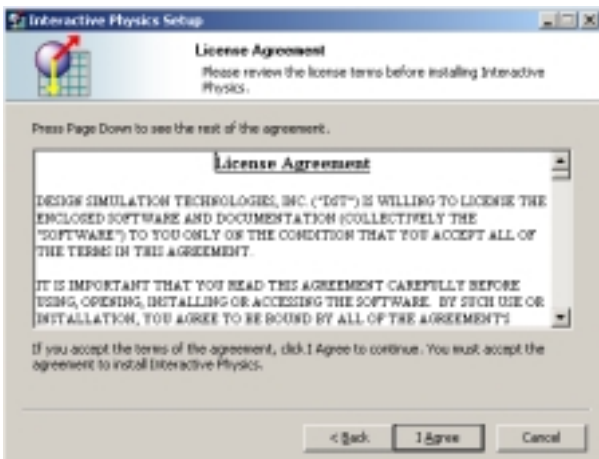 Interactive Physics Setup
License Agreement
Please review the license terms before installing Interactive
Physics.
Press Page Down to see the rest of the agreement.
License Agreement
DESIGN SIMULATION TECHNOLOGIES, INC. ("DST") IS WILLING TO LICENSE THE
ENCLOSED SOFTWARE AND DOCUMENTATION (COLLECTIVELY THE
"SOFTWARE") TO YOU ONLY ON THE CONDITION THAT YOU ACCEPT ALL OF
THE TERMS IN THIS AGREEMENT.
IT IS IMPORTANT THAT YOU READ THIS AGREEMENT CAREFULLY BEFORE
USING, OPENING, INSTALLING OR ACCESSING THE SOFTWARE. BY SUCH USE OR
INSTALLATION, YOU AGREE TO BE BOUND BY ALL OF THE AGREEMENT'S
If you accept the terms of the agreement, click I Agree to continue. You must accept the
agreement to install Interactive Physics.
< Back I Agree Cancel